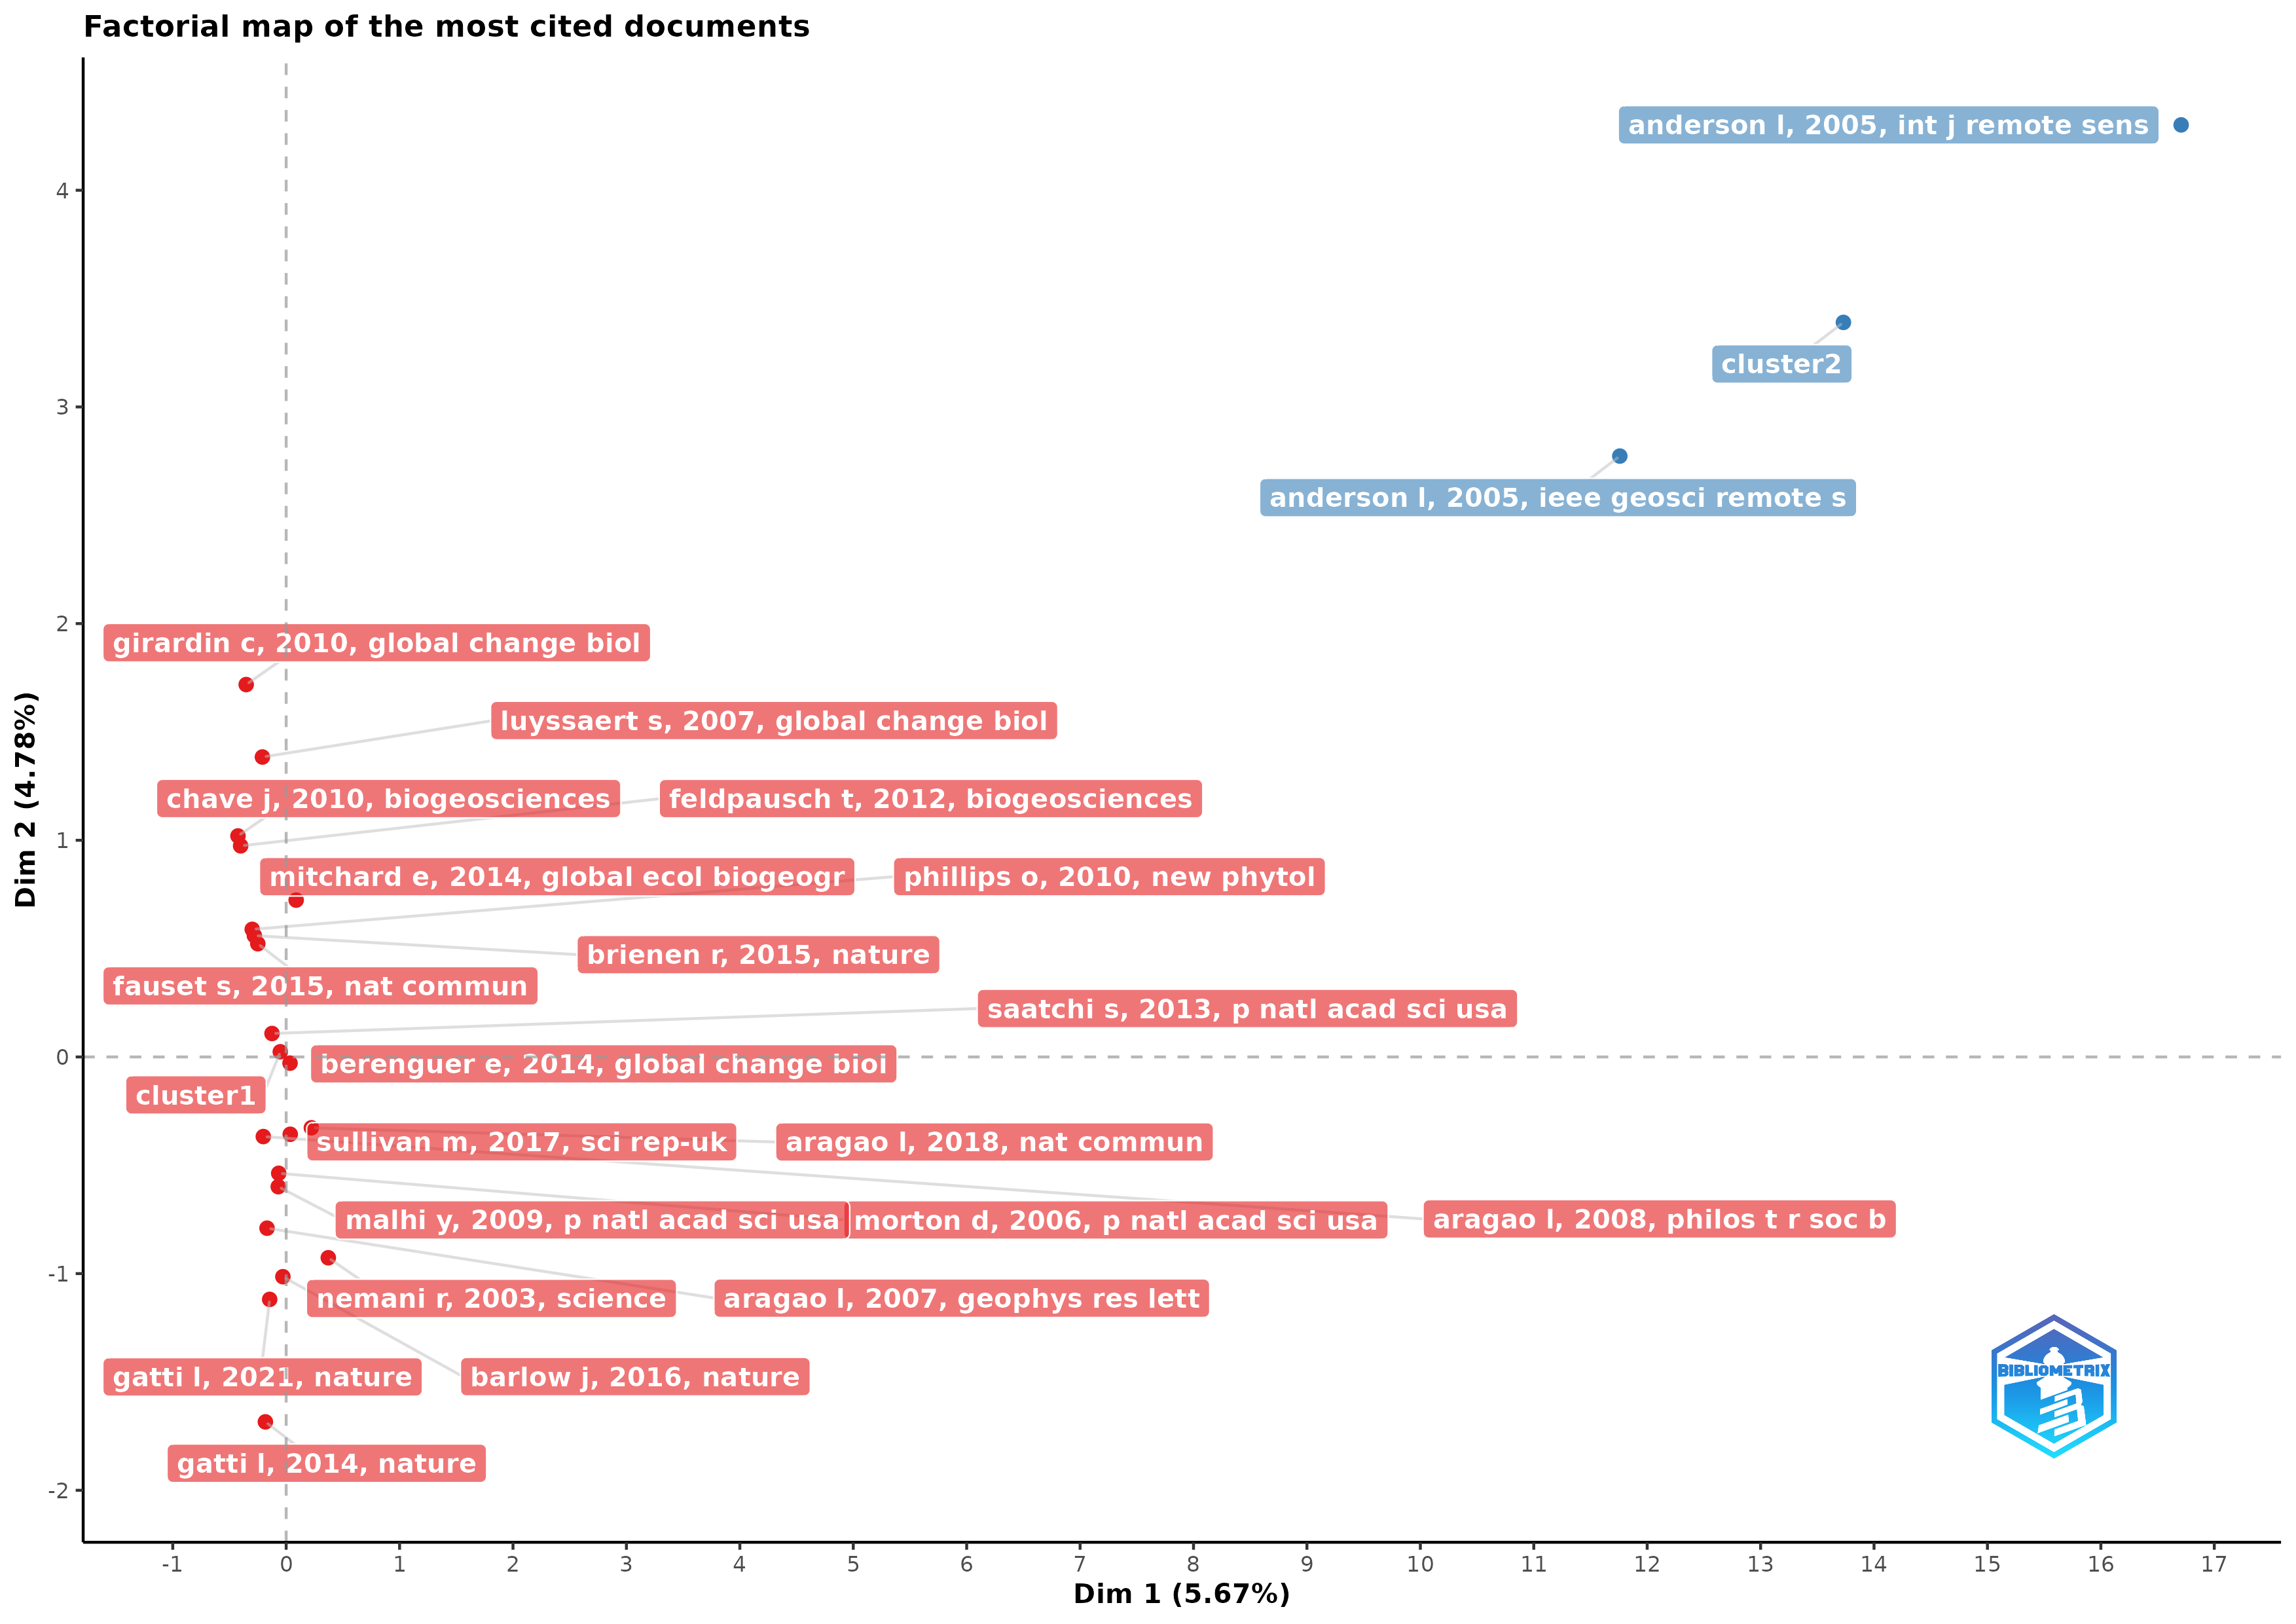 Factorial map of the most cited documents
anderson l, 2005, int j remote sens
4
cluster2
3
anderson l, 2005, ieee geosci remote s
2
girardin c, 2010, global change biol
luyssaert s, 2007, global change biol
chave j, 2010, biogeosciences
feldpausch t, 2012, biogeosciences
1
mitchard e, 2014, global ecol biogeogr
phillips o, 2010, new phytol
Dim 2 (4.78%)
brienen r, 2015, nature
fauset s, 2015, nat commun
saatchi s, 2013, p natl acad sci usa
0
berenguer e, 2014, global change biol
cluster1
sullivan m, 2017, sci rep-uk
aragao l, 2018, nat commun
malhi y, 2009, p natl acad sci usa
morton d, 2006, p natl acad sci usa
aragao l, 2008, philos t r soc b
-1
nemani r, 2003, science
aragao l, 2007, geophys res lett
gatti l, 2021, nature
barlow j, 2016, nature
BIBLIOMETRIX
gatti l, 2014, nature
-2
-1 0 1 2 3 4 5 6 7 8 9 10 11 12 13 14 15 16 17
Dim 1 (5.67%)